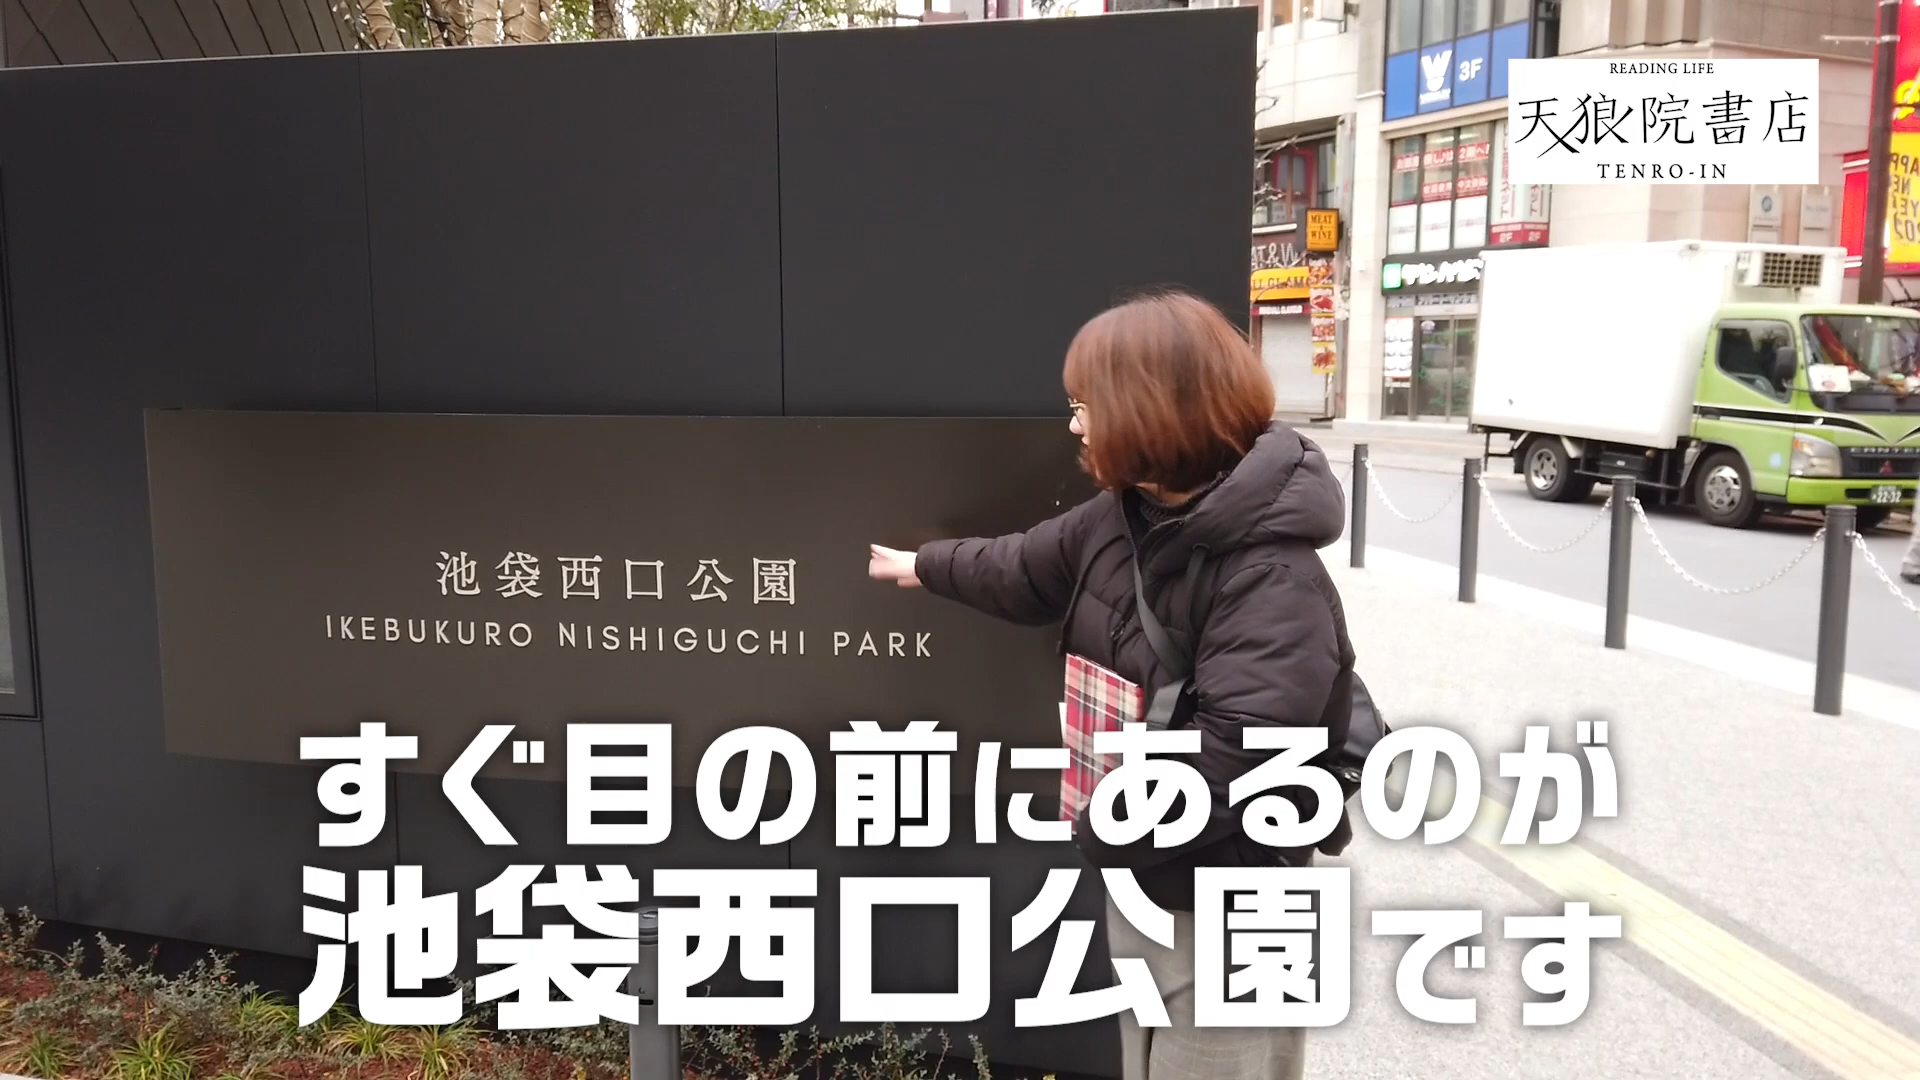 READING LIFE
天狼院書店
TENRO-IN
3F
MEAT
&
WINE
池袋西口公園
IKEBUKURO NISHIGUCHI PARK
22-32
すぐ目の前にあるのが
池袋西口公園です